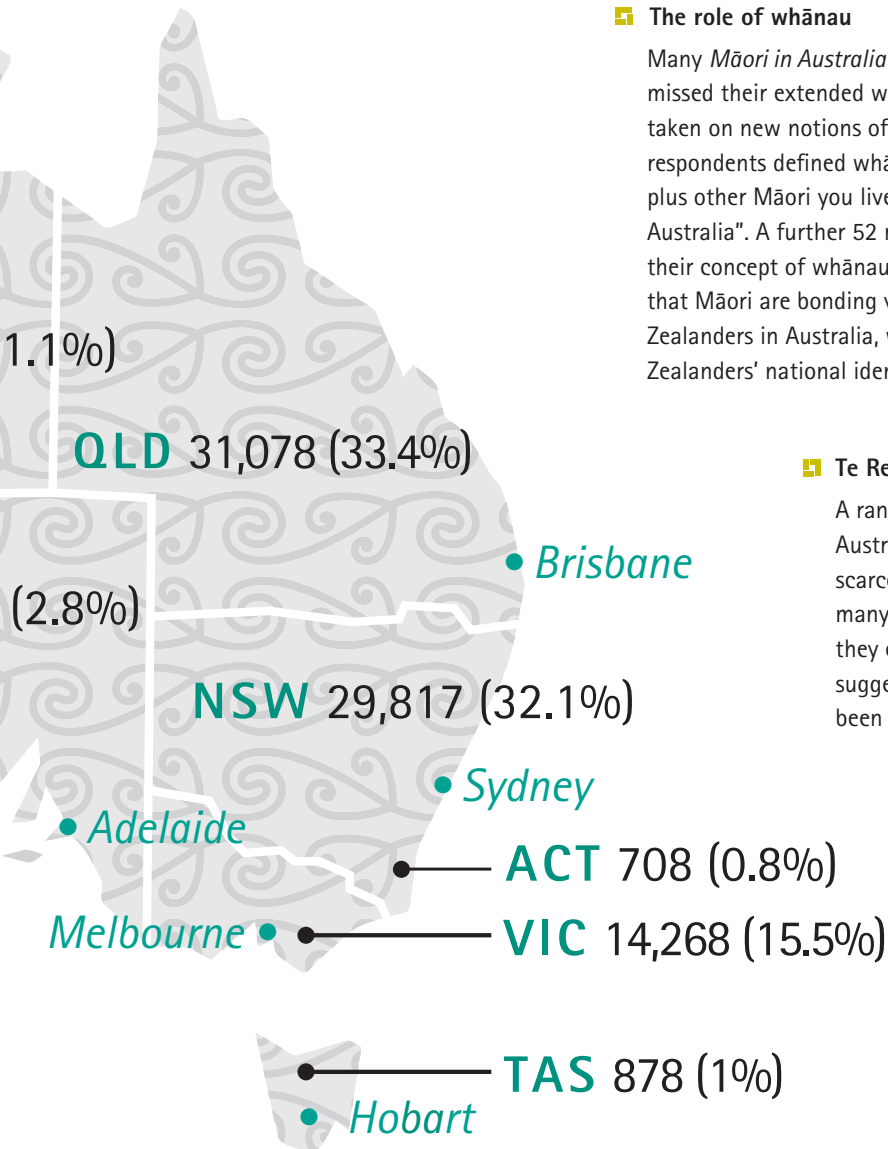 The role of whānau
Many Māori in Australia
missed their extended w
taken on new notions of
respondents defined whā
plus other Māori you live
Australia”. A further 52 r
their concept of whānau
that Māori are bonding
Zealanders in Australia,
Zealanders’ national iden
1.1%)
QLD 31,078 (33.4%)
Te Re
A ran
Austr
scarce
many
they
sugge
been
Brisbane
(2.8%)
NSW 29,817 (32.1%)
Sydney
Adelaide
ACT 708 (0.8%)
Melbourne
VIC 14,268 (15.5%)
TAS 878 (1%)
Hobart